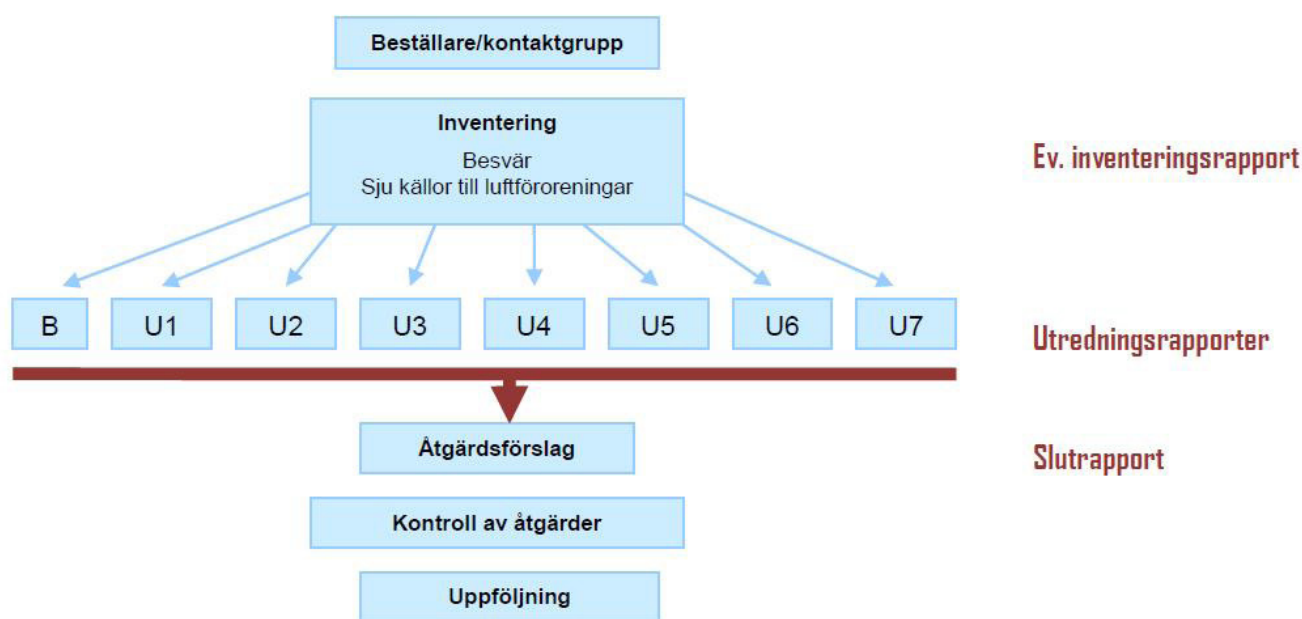 Beställare/kontaktgrupp
Inventering
Besvär
Sju källor till luftföroreningar
Ev. inventeringsrapport
B
U1
U2
U3
U4
U5
U6
U7
Utredningsrapporter
Åtgärdsförslag
Slutrapport
Kontroll av åtgärder
Uppföljning